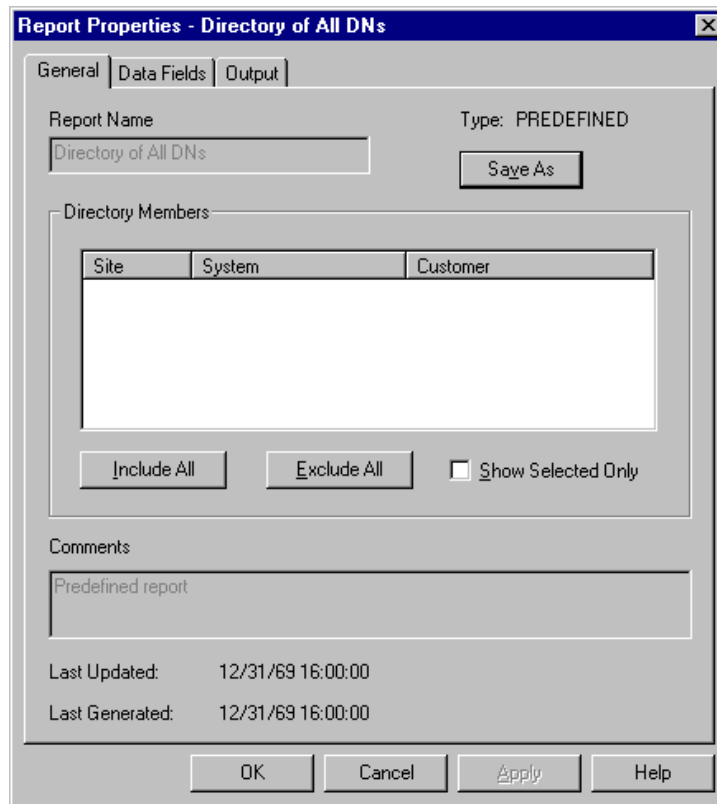 Report Properties - Directory of All DNs
General Data Fields Output
Report Name Type: PREDEFINED
Directory of All DNs
Save As
Directory Members
Site System Customer
Include All Exclude All Show Selected Only
Comments
Predefined report
Last Updated: 12/31/69 16:00:00
Last Generated: 12/31/69 16:00:00
OK Cancel Apply Help